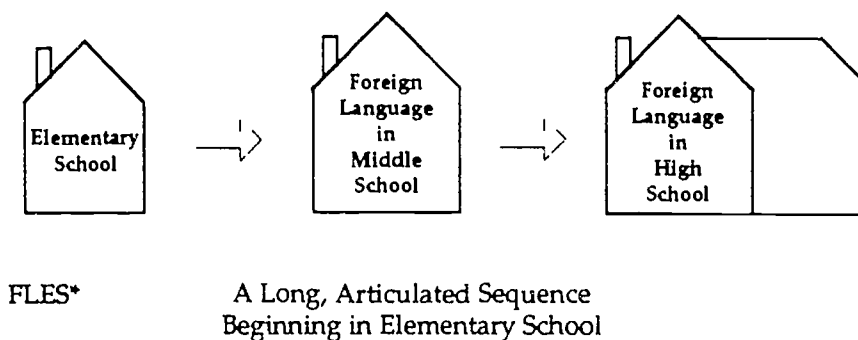 Elementary
School
Foreign
Language
in
Middle
School
Foreign
Language
in
High
School
FLES*
A Long, Articulated Sequence
Beginning in Elementary School